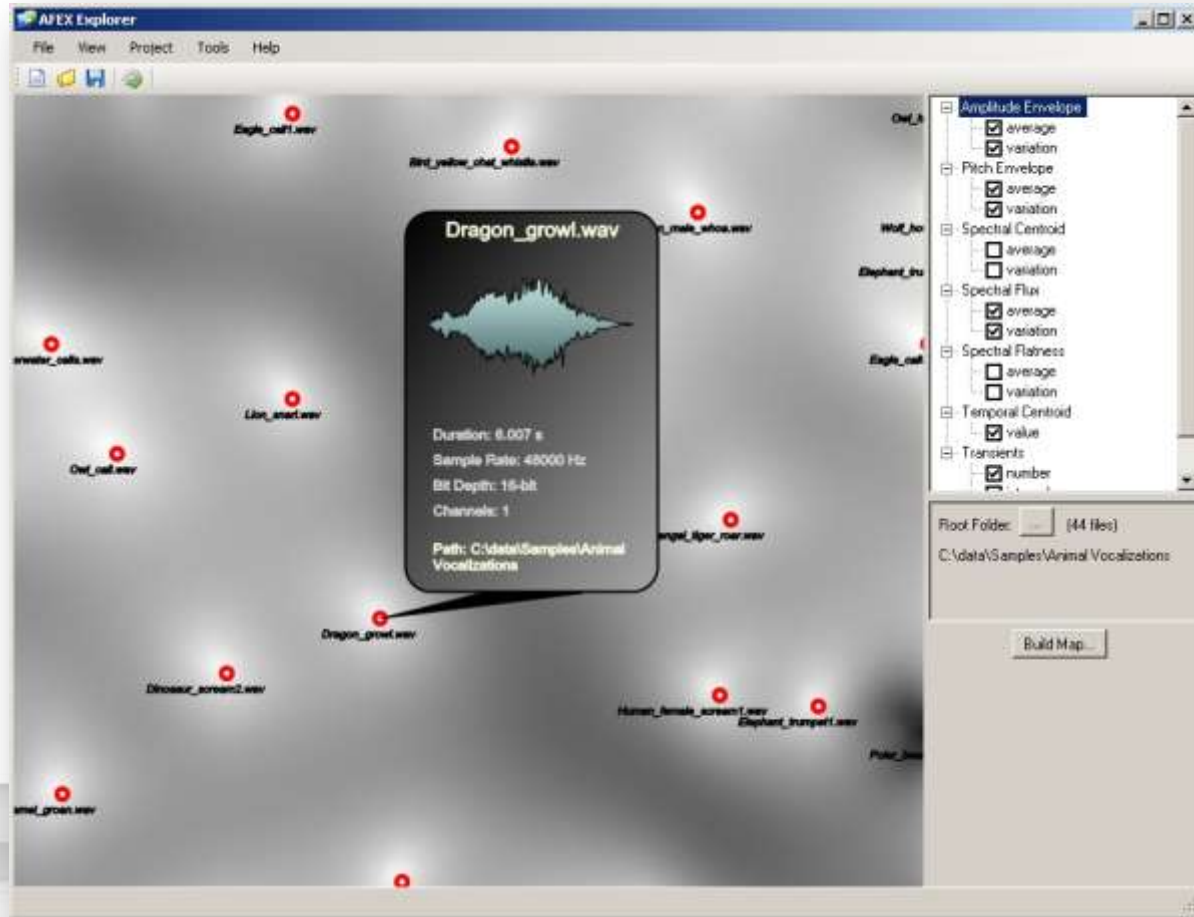 AFEX Explorer
File View Project Tools Help
Eagle_call1.wav
Bird_yellow_chat_whistle.wav
Dragon_growl.wav
Duration: 6.007 s
Sample Rate: 48000 Hz
Bit Depth: 16-bit
Channels: 1
Path: C:\data\Samples\Animal
Vocalizations
Lion_snarl.wav
Owl_call.wav
Dragon_growl.wav
Dinosaur_scream2.wav
Human_female_scream1.wav
Elephant_trumpet1.wav
Amplitude Envelope
average
variation
Pitch Envelope
average
variation
Spectral Centroid
average
variation
Spectral Flux
average
variation
Spectral Flatness
average
variation
Temporal Centroid
value
Transients
number
Root Folder: ... (44 files)
C:\data\Samples\Animal Vocalizations
Build Map...